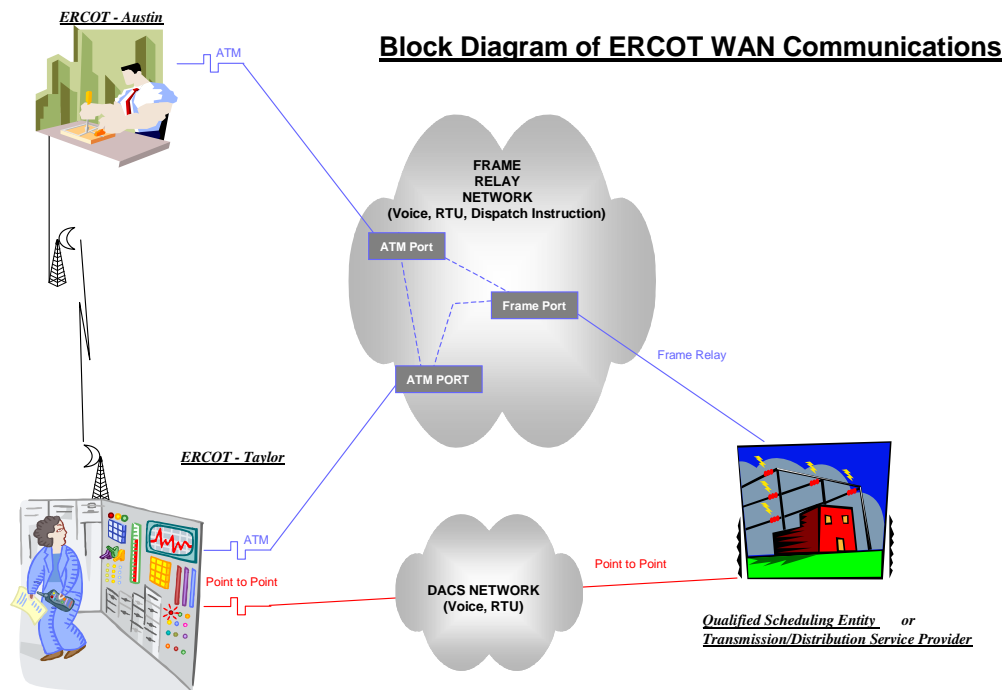 ERCOT - Austin
Block Diagram of ERCOT WAN Communications
ATM
FRAME
RELAY
NETWORK
(Voice, RTU, Dispatch Instruction)
ATM Port
Frame Port
Frame Relay
ATM PORT
ERCOT - Taylor
ATM
Point to Point
DACS NETWORK
(Voice, RTU)
Point to Point
Qualified Scheduling Entity or
Transmission/Distribution Service Provider